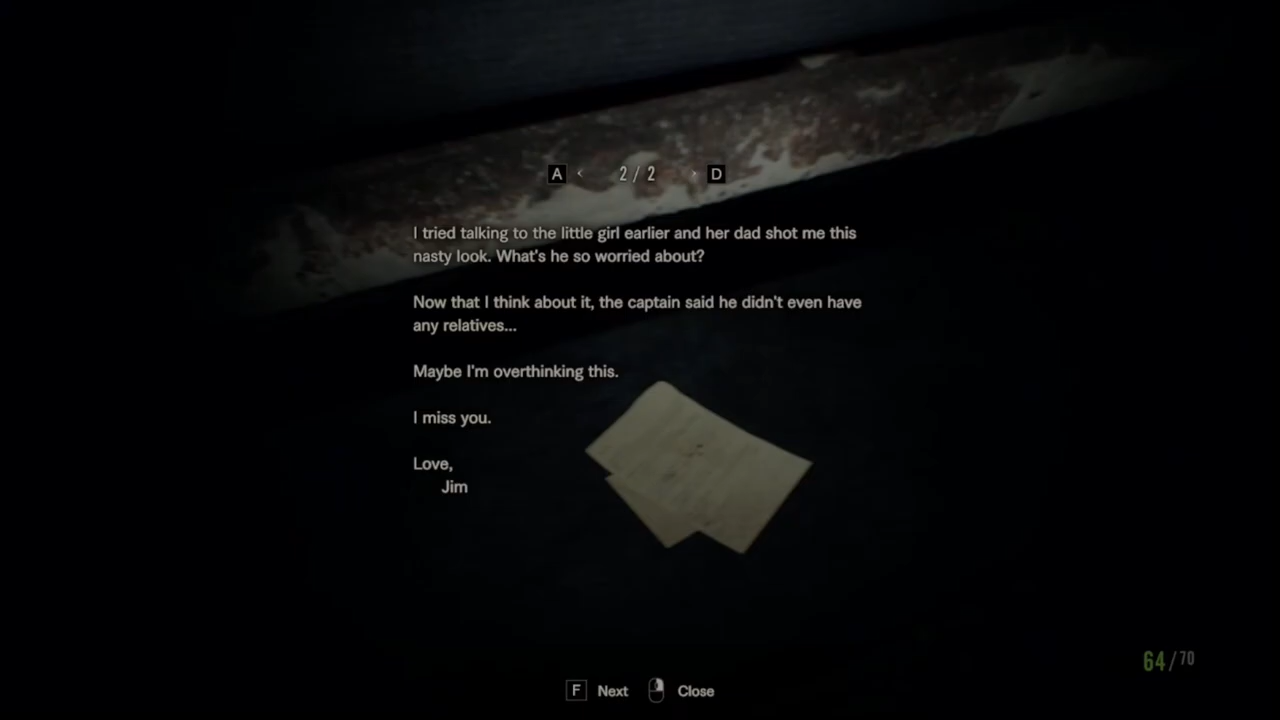 A < 2 / 2 > D
I tried talking to the little girl earlier and her dad shot me this
nasty look. What's he so worried about?
Now that I think about it, the captain said he didn't even have
any relatives...
Maybe I'm overthinking this.
I miss you.
Love,
Jim
64/70
F Next Close